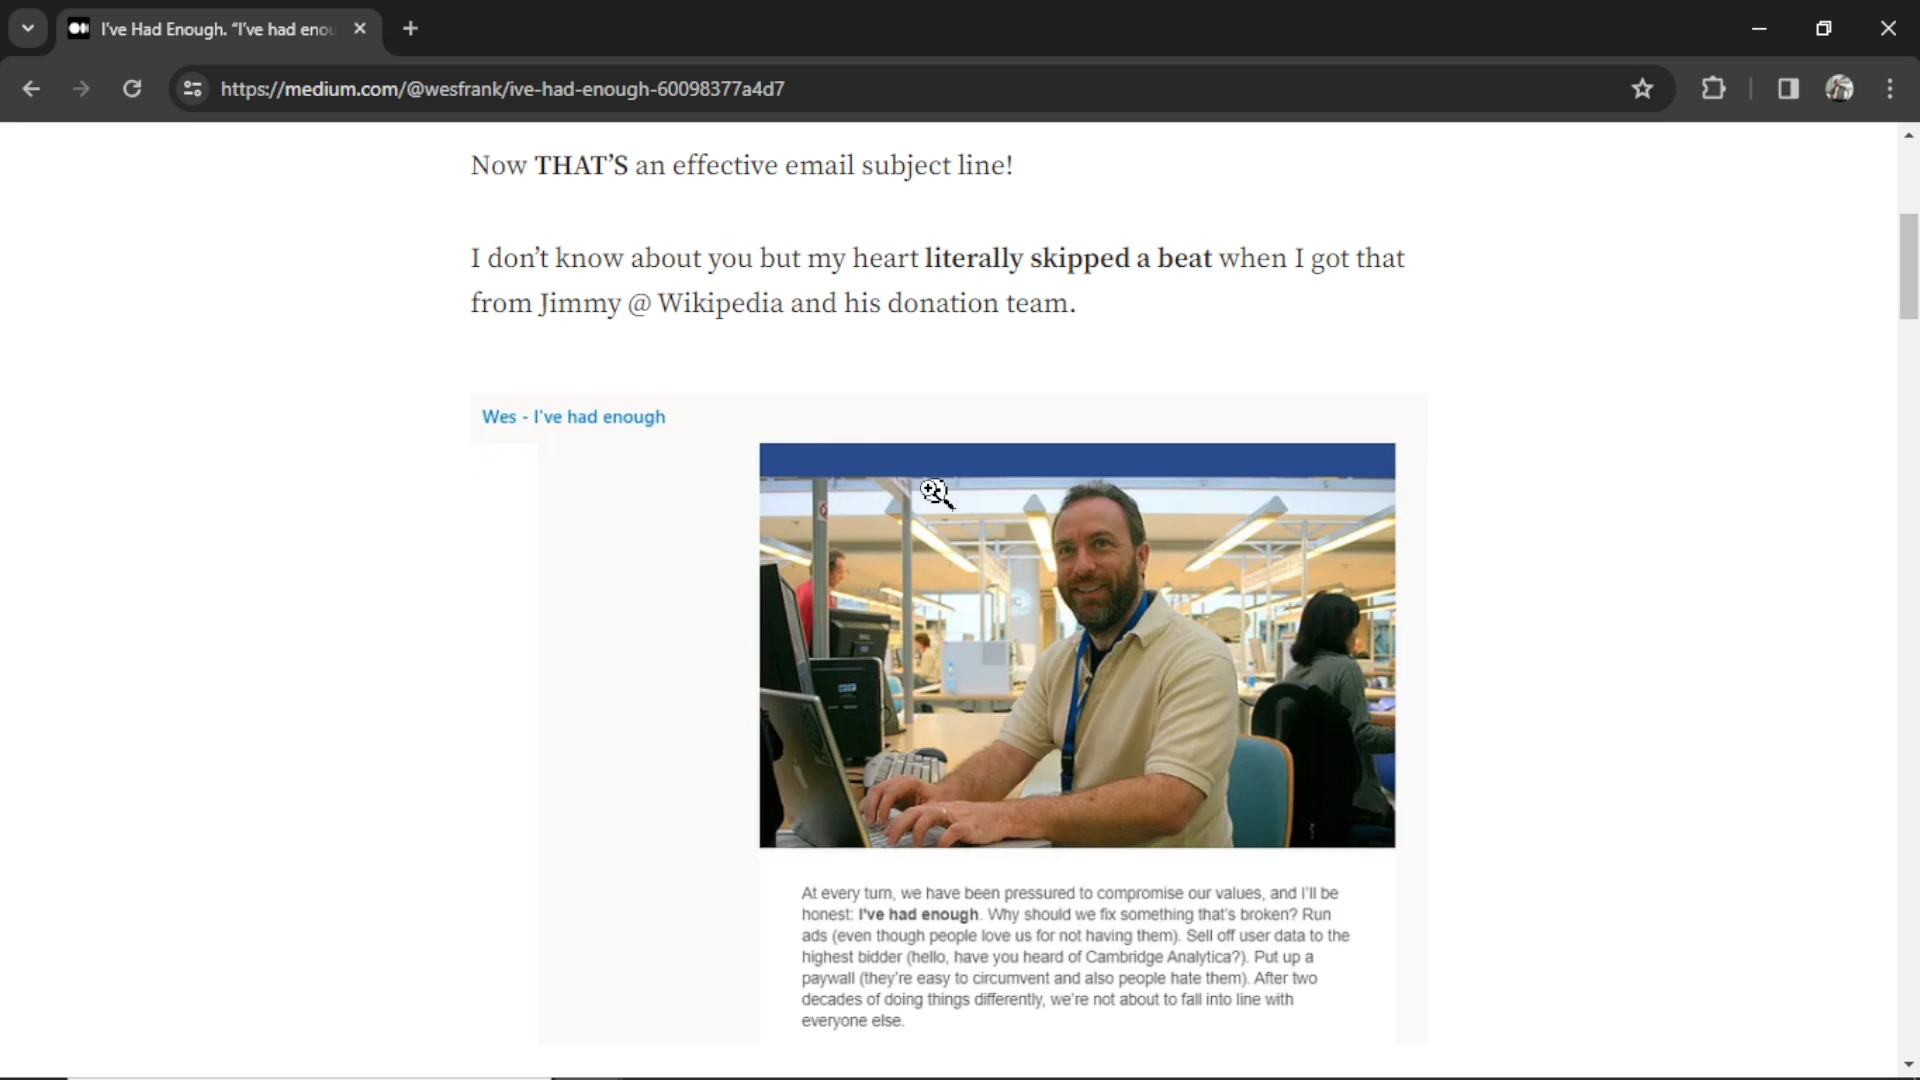 I've Had Enough. “I've had enou
https://medium.com/@wesfrank/ive-had-enough-60098377a4d7
Now THAT’S an effective email subject line!
I don’t know about you but my heart literally skipped a beat when I got that
from Jimmy @ Wikipedia and his donation team.
Wes - I've had enough
At every turn, we have been pressured to compromise our values, and I'll be
honest: I've had enough. Why should we fix something that's broken? Run
ads (even though people love us for not having them). Sell off user data to the
highest bidder (hello, have you heard of Cambridge Analytica?). Put up a
paywall (they're easy to circumvent and also people hate them). After two
decades of doing things differently, we're not about to fall into line with
everyone else.